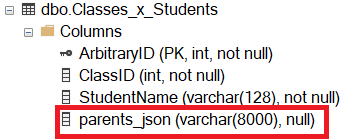 dbo.Classes_x_Students
Columns
ArbitraryID (PK, int, not null)
ClassID (int, not null)
StudentName (varchar(128), not null)
parents_json (varchar(8000), null)